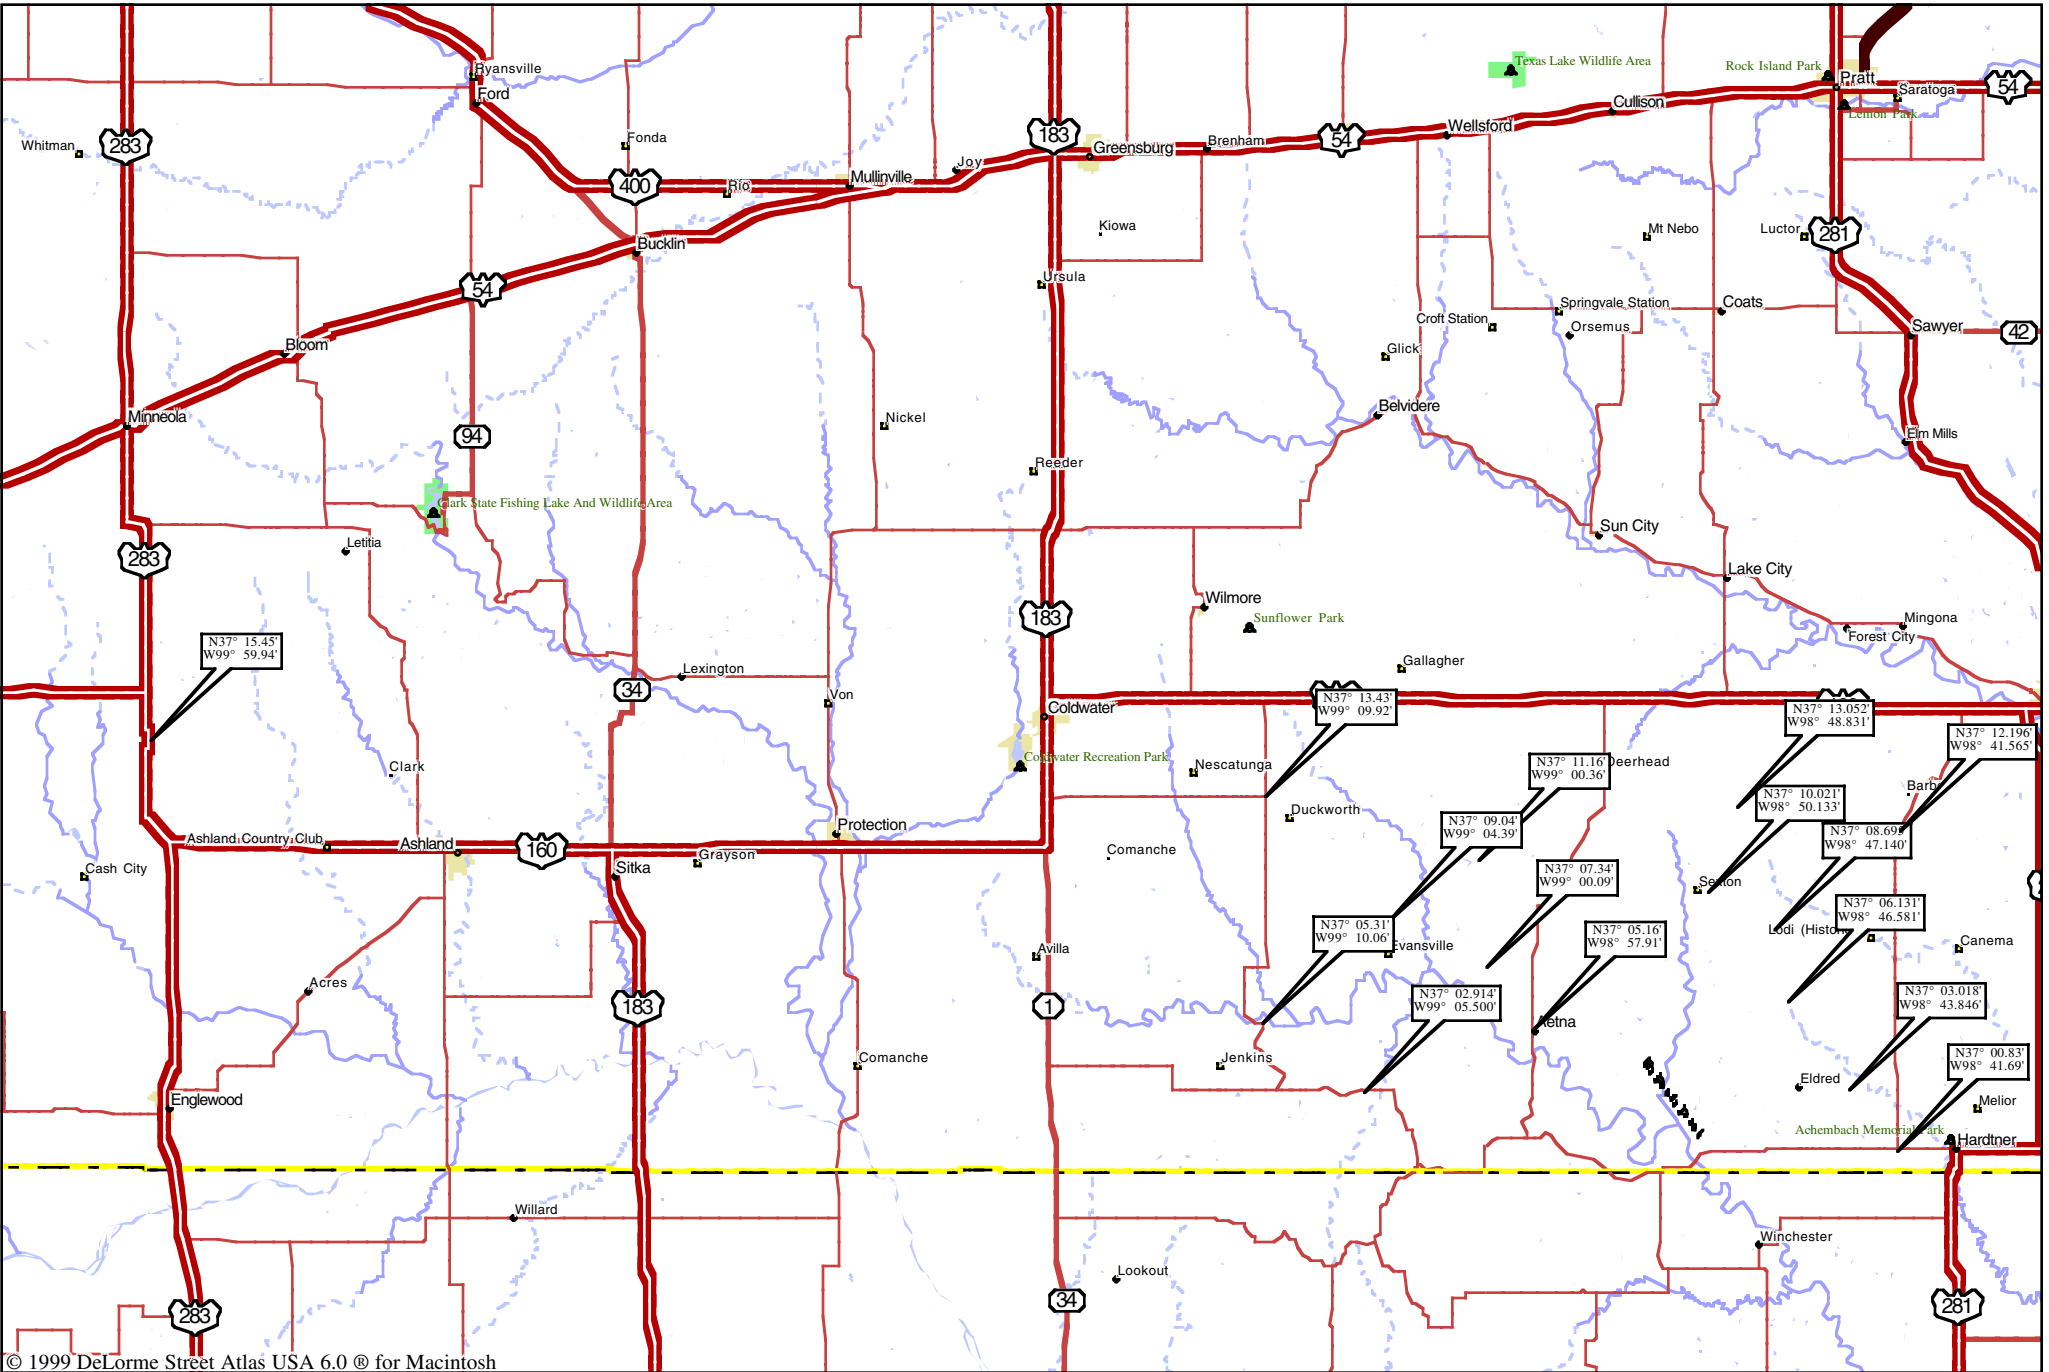 Ryansville
Ford
Texas Lake Wildlife Area
Rock Island Park
Pratt
Saratoga
54
Lemon Park
Cullison
Wellsford
283
Whitman
Fonda
183
Greensburg
Brenham
54
Joy
400
Rio
Mullinville
Bucklin
Kiowa
Mt Nebo
Luctor
281
54
Ursula
Springvale Station
Coats
Croft Station
Orsemus
Sawyer
42
Bloom
Glick
Minneola
Nickel
Belvidere
94
Elm Mills
Reeder
Clark State Fishing Lake And Wildlife Area
Sun City
283
Letitia
Lake City
183
Wilmore
Sunflower Park
Mingona
Forest City
N37° 15.45'
W99° 59.94'
Lexington
Gallagher
34
Von
Coldwater
N37° 13.43'
W99° 09.92'
N37° 13.052'
W98° 48.831'
N37° 12.196'
W98° 41.565'
Clark
Coldwater Recreation Park
Nescatunga
N37° 11.16'
W99° 00.36'
Deerhead
Barb
N37° 10.021'
W98° 50.133'
Duckworth
N37° 09.04'
W99° 04.39'
Protection
Ashland Country Club
Ashland
160
Grayson
Comanche
N37° 08.695'
W98° 47.140'
Cash City
Sitka
N37° 07.34'
W99° 00.09'
Sexton
N37° 06.131'
W98° 46.581'
Lodi (Histor
Canema
N37° 05.31'
W99° 10.06'
Evansville
N37° 05.16'
W98° 57.91'
Avilla
Acres
183
1
N37° 02.914'
W99° 05.500'
Aetna
N37° 03.018'
W98° 43.846'
Comanche
Jenkins
N37° 00.83'
W98° 41.69'
Eldred
Melior
Englewood
Achembach Memorial Park
Hardtner
Willard
Winchester
Lookout
283
34
281
© 1999 DeLorme Street Atlas USA 6.0 ® for Macintosh